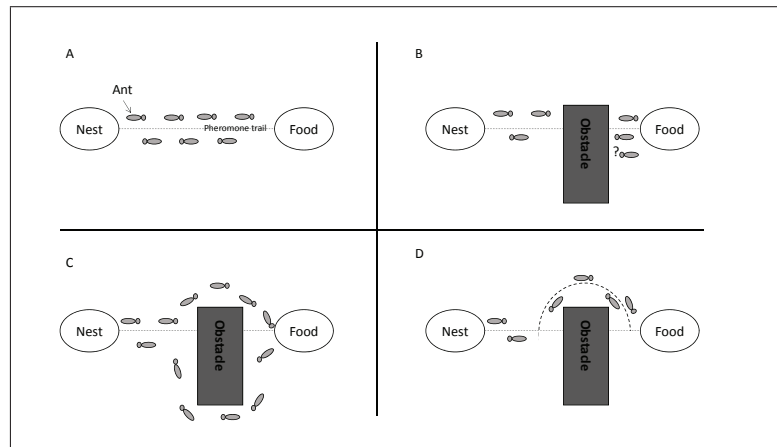 A
Ant
Nest
Pheromone trail
Food
B
Nest
Obstade
?
Food
C
Nest
Obstade
Food
D
Nest
Obstade
Food